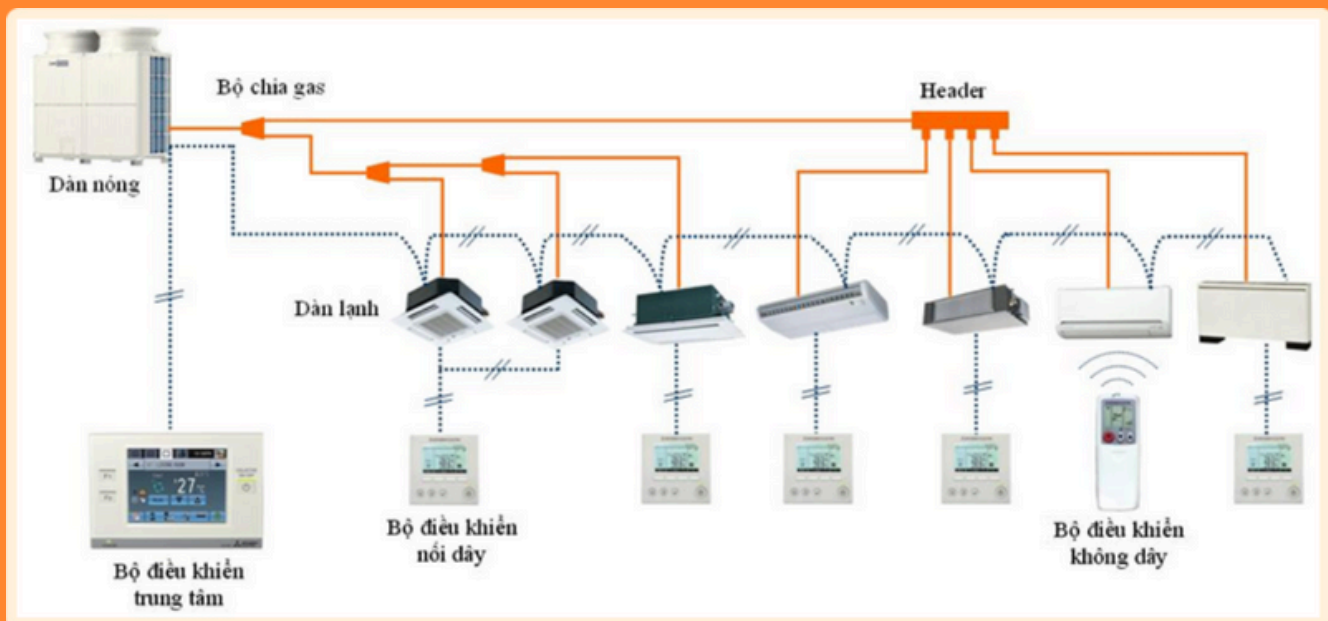 Bộ chia gas
Header
Dàn nóng
Dàn lạnh
27
Bộ điều khiển
nối dây
Bộ điều khiển
không dây
Bộ điều khiển
trung tâm